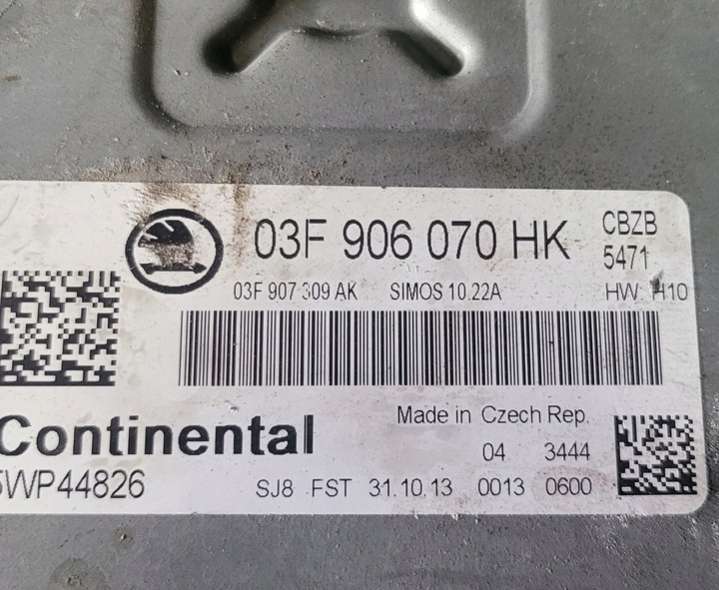 03F 906 070 HK CBZB
5471
03F 907 309 AK SIMOS 10.22A HW: H10
Continental Made in Czech Rep.
04 3444
5WP44826 SJ8 FST 31.10.13 0013 0600